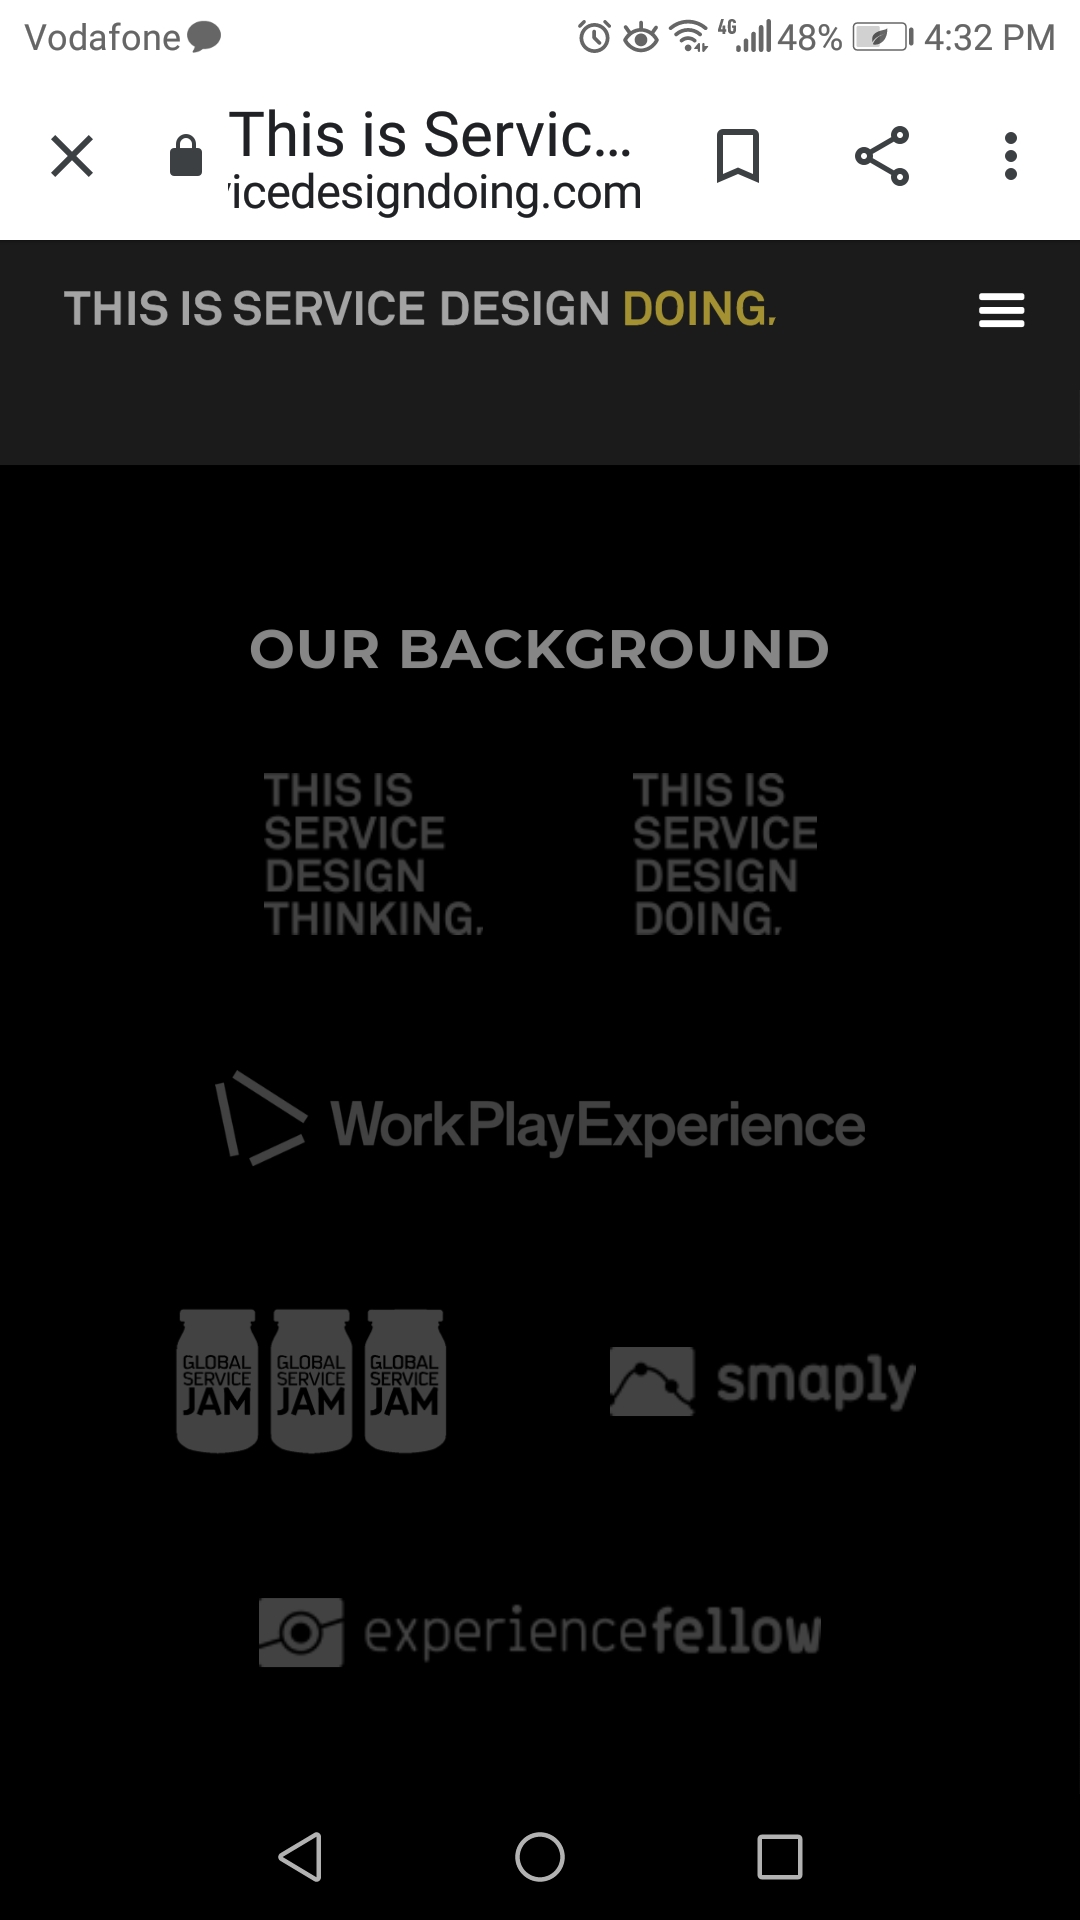 Vodafone 4G 48% 4:32 PM
This is Servic...
icedesigndoing.com
THIS IS SERVICE DESIGN DOING.
OUR BACKGROUND
THIS IS
SERVICE
DESIGN
THINKING.
THIS IS
SERVICE
DESIGN
DOING.
WorkPlayExperience
GLOBAL
SERVICE
JAM
GLOBAL
SERVICE
JAM
GLOBAL
SERVICE
JAM
smaply
experiencefellow